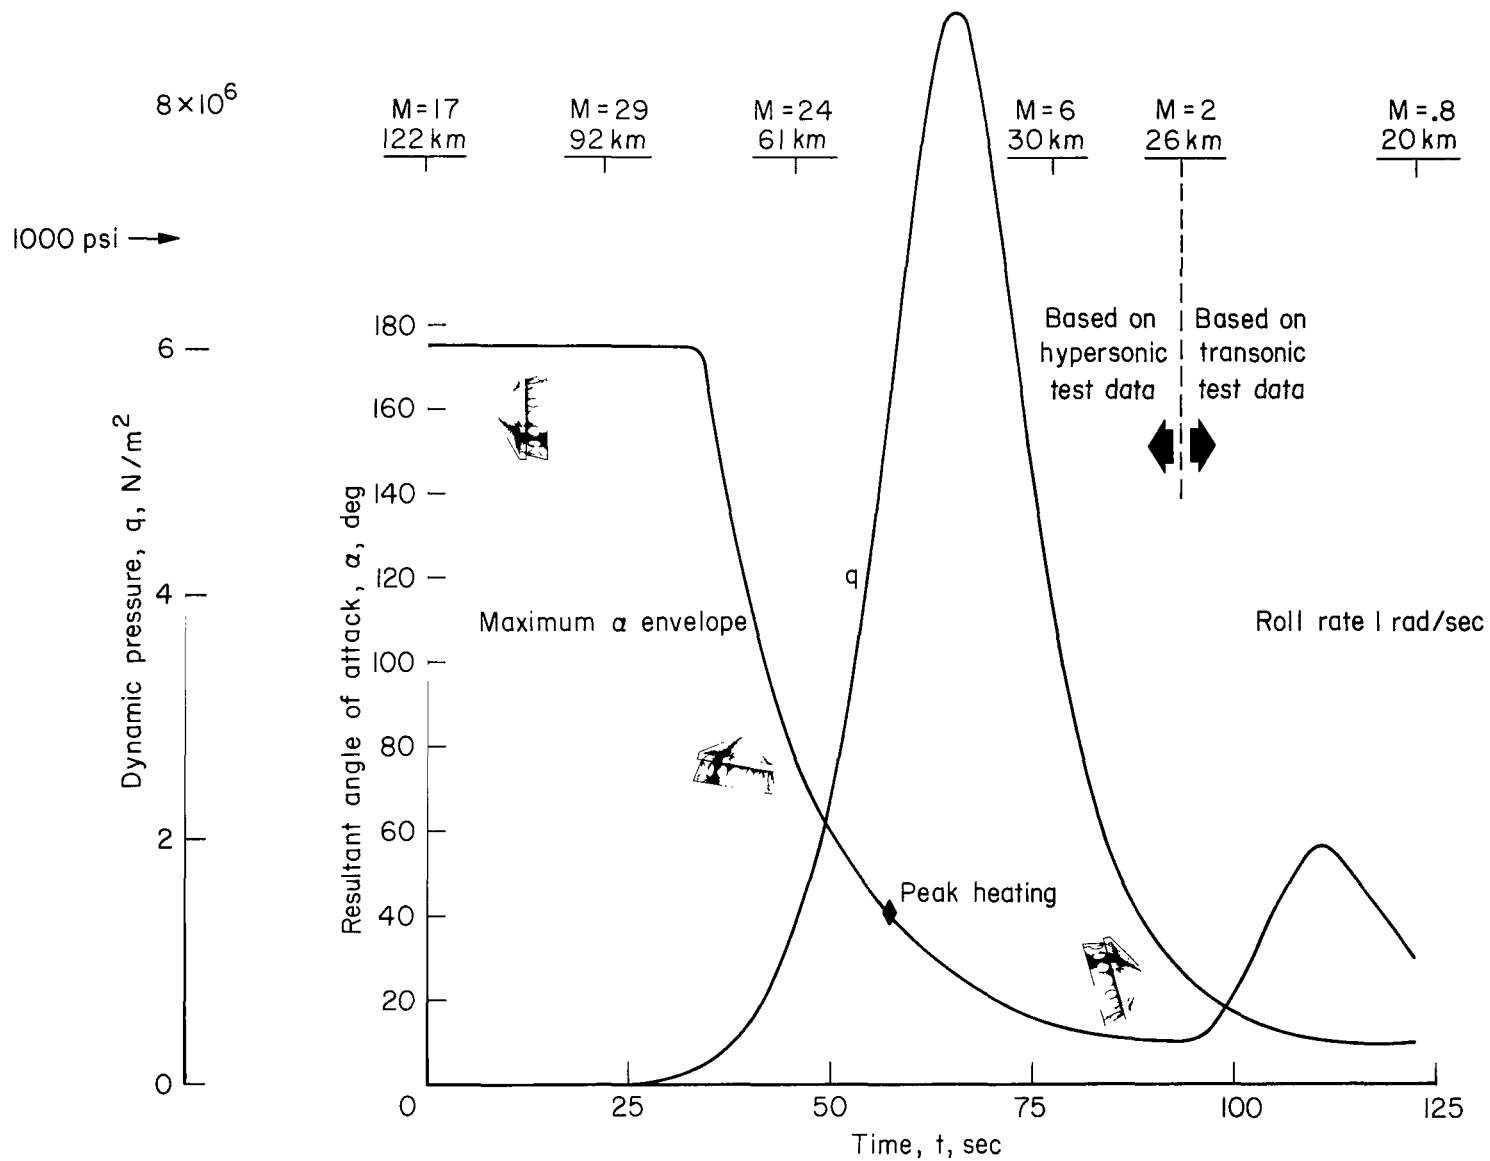 8×10⁶
M=17
122 km
M=29
92 km
M=24
61 km
M=6
30 km
M=2
26 km
M=.8
20 km
1000 psi
Based on
hypersonic
test data
Based on
transonic
test data
180
160
140
120
100
80
60
40
20
6
4
2
0
Dynamic pressure, q, N/m²
Resultant angle of attack, α, deg
q
Maximum α envelope
Roll rate 1 rad/sec
Peak heating
0
25
50
75
100
125
Time, t, sec